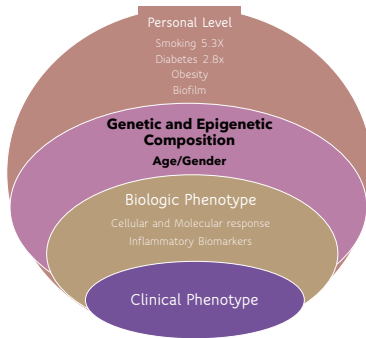 Personal Level
Smoking 5.3X
Diabetes 2.8x
Obesity
Biofilm
Genetic and Epigenetic
Composition
Age/Gender
Biologic Phenotype
Cellular and Molecular response
Inflammatory Biomarkers
Clinical Phenotype